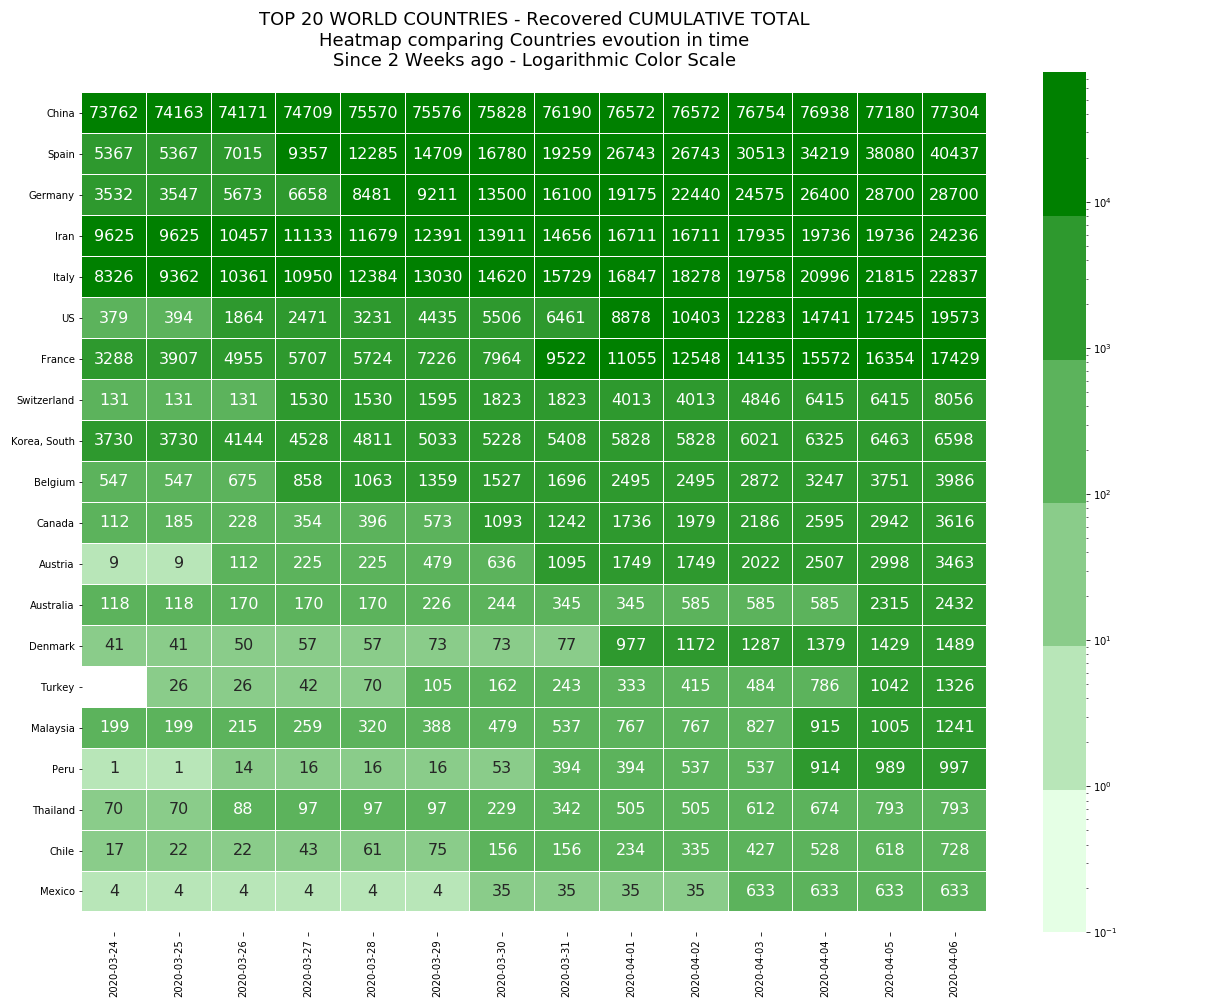 TOP 20 WORLD COUNTRIES - Recovered CUMULATIVE TOTAL
Heatmap comparing Countries evoution in time
Since 2 Weeks ago - Logarithmic Color Scale
China 73762 74163 74171 74709 75570 75576 75828 76190 76572 76572 76754 76938 77180 77304
Spain 5367 5367 7015 9357 12285 14709 16780 19259 26743 26743 30513 34219 38080 40437
Germany 3532 3547 5673 6658 8481 9211 13500 16100 19175 22440 24575 26400 28700 28700
Iran 9625 9625 10457 11133 11679 12391 13911 14656 16711 16711 17935 19736 19736 24236
Italy 8326 9362 10361 10950 12384 13030 14620 15729 16847 18278 19758 20996 21815 22837
US 379 394 1864 2471 3231 4435 5506 6461 8878 10403 12283 14741 17245 19573
France 3288 3907 4955 5707 5724 7226 7964 9522 11055 12548 14135 15572 16354 17429
Switzerland 131 131 131 1530 1530 1595 1823 1823 4013 4013 4846 6415 6415 8056
Korea, South 3730 3730 4144 4528 4811 5033 5228 5408 5828 5828 6021 6325 6463 6598
Belgium 547 547 675 858 1063 1359 1527 1696 2495 2495 2872 3247 3751 3986
Canada 112 185 228 354 396 573 1093 1242 1736 1979 2186 2595 2942 3616
Austria 9 9 112 225 225 479 636 1095 1749 1749 2022 2507 2998 3463
Australia 118 118 170 170 170 226 244 345 345 585 585 585 2315 2432
Denmark 41 41 50 57 57 73 73 77 977 1172 1287 1379 1429 1489
Turkey 26 26 42 70 105 162 243 333 415 484 786 1042 1326
Malaysia 199 199 215 259 320 388 479 537 767 767 827 915 1005 1241
Peru 1 1 14 16 16 16 53 394 394 537 537 914 989 997
Thailand 70 70 88 97 97 97 229 342 505 505 612 674 793 793
Chile 17 22 22 43 61 75 156 156 234 335 427 528 618 728
Mexico 4 4 4 4 4 4 35 35 35 35 633 633 633 633
2020-03-24 2020-03-25 2020-03-26 2020-03-27 2020-03-28 2020-03-29 2020-03-30 2020-03-31 2020-04-01 2020-04-02 2020-04-03 2020-04-04 2020-04-05 2020-04-06
10⁴
10³
10²
10¹
10⁰
10⁻¹